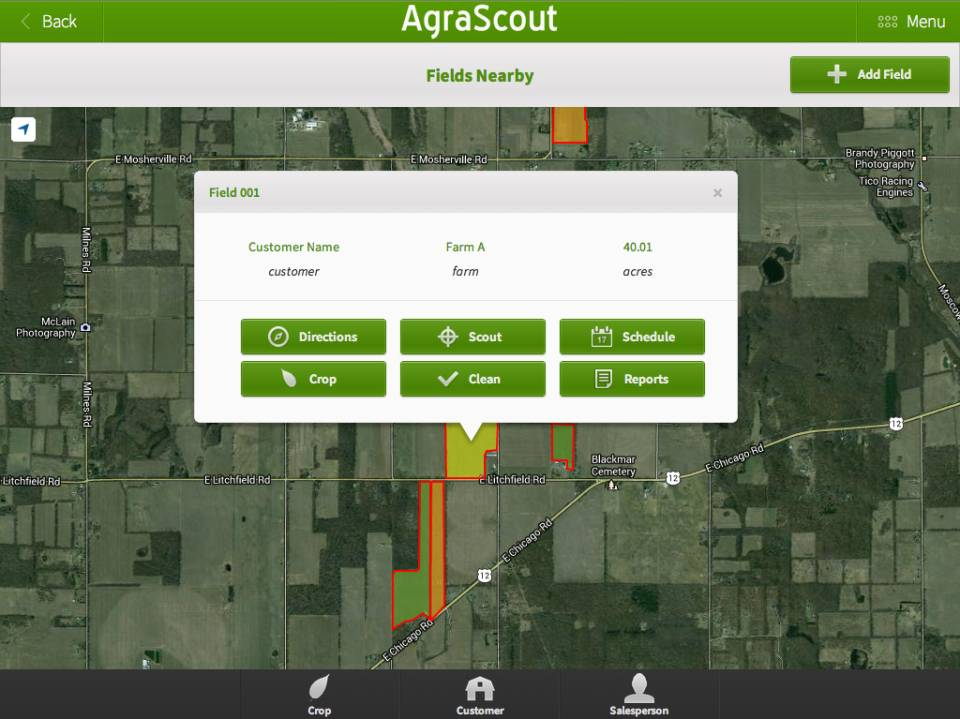 Back
AgraScout
Menu
Fields Nearby
Add Field
E Mosherville Rd
E Mosherville Rd
Brandy Piggott
Photography
Tico Racing
Engines
Field 001
×
Milnes Rd
Customer Name
Farm A
40.01
customer
farm
acres
Moscow
McLain
Photography
Directions
Scout
17
Schedule
Crop
Clean
Reports
Milnes Rd
12
E Chicago Rd
Blackmar
Cemetery
12
Litchfield Rd
E Litchfield Rd
E Litchfield Rd
E Chicago Rd
12
E Chicago Rd
Crop
Customer
Salesperson